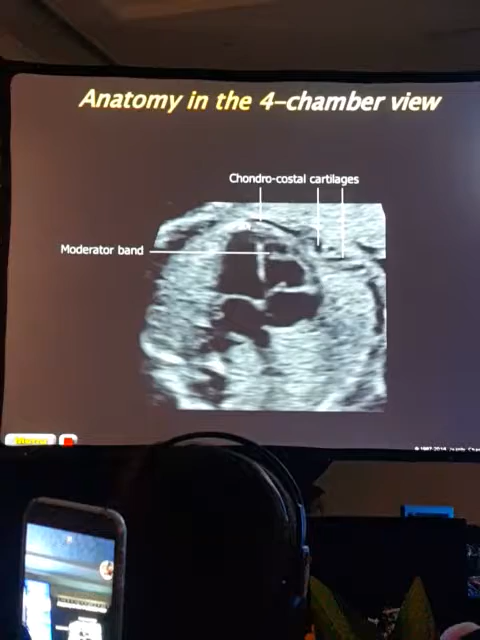 Anatomy in the 4-chamber view
Chondro-costal cartilages
Moderator band